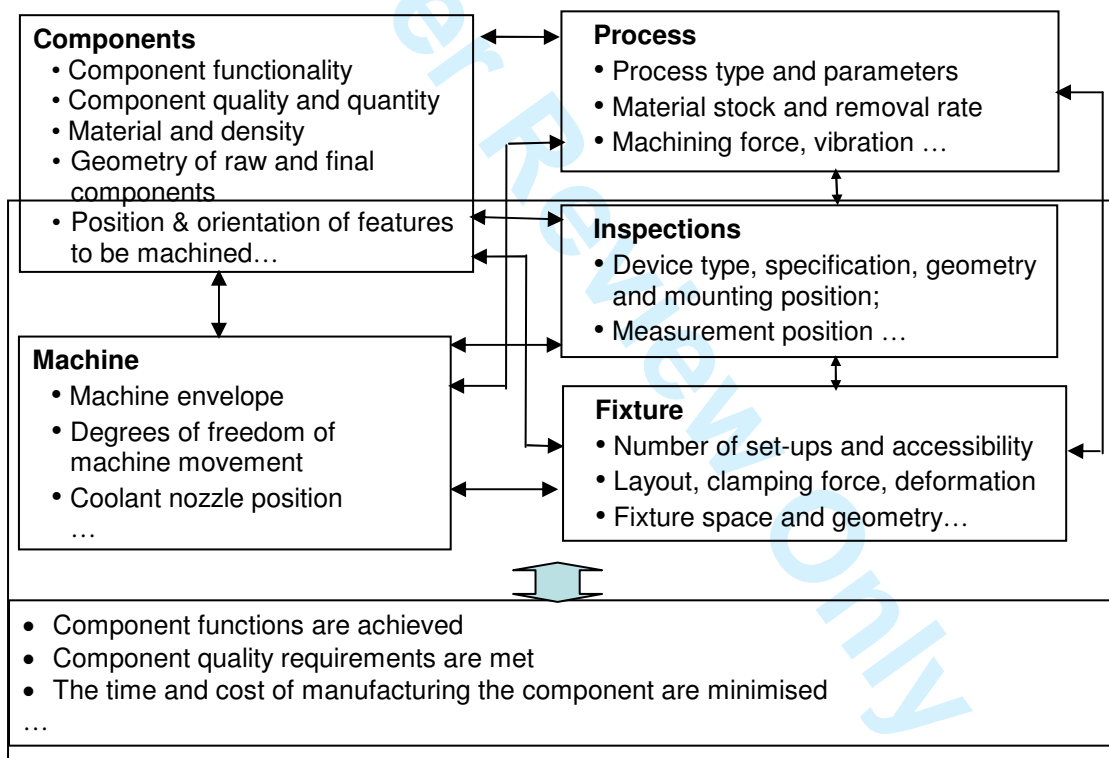 Components
• Component functionality
• Component quality and quantity
• Material and density
• Geometry of raw and final
components
• Position & orientation of features
to be machined…
Process
• Process type and parameters
• Material stock and removal rate
• Machining force, vibration …
Inspections
• Device type, specification, geometry
and mounting position;
• Measurement position …
Machine
• Machine envelope
• Degrees of freedom of
machine movement
• Coolant nozzle position
…
Fixture
• Number of set-ups and accessibility
• Layout, clamping force, deformation
• Fixture space and geometry…
• Component functions are achieved
• Component quality requirements are met
• The time and cost of manufacturing the component are minimised
…
er Review Only